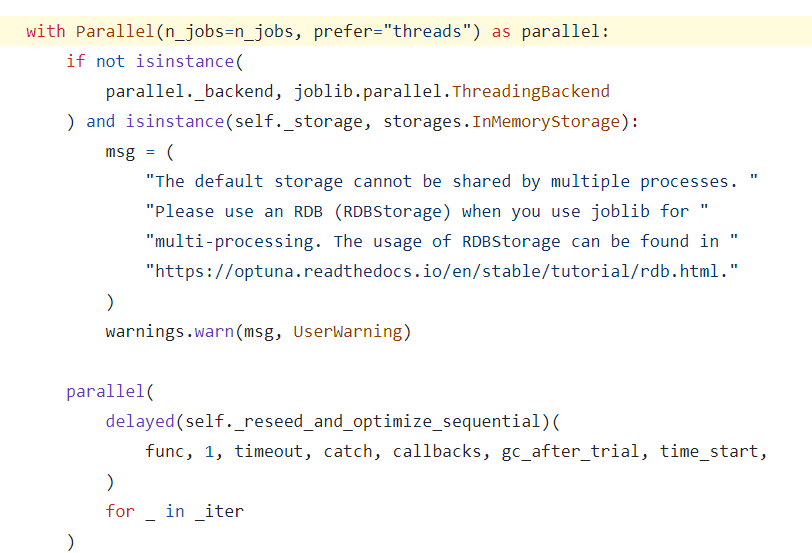 with Parallel(n_jobs=n_jobs, prefer="threads") as parallel:
    if not isinstance(
        parallel._backend, joblib.parallel.ThreadingBackend
    ) and isinstance(self._storage, storages.InMemoryStorage):
        msg = (
            "The default storage cannot be shared by multiple processes. "
            "Please use an RDB (RDBStorage) when you use joblib for "
            "multi-processing. The usage of RDBStorage can be found in "
            "https://optuna.readthedocs.io/en/stable/tutorial/rdb.html."
        )
        warnings.warn(msg, UserWarning)

    parallel(
        delayed(self._reseed_and_optimize_sequential)(
            func, 1, timeout, catch, callbacks, gc_after_trial, time_start,
        )
        for _ in _iter
    )